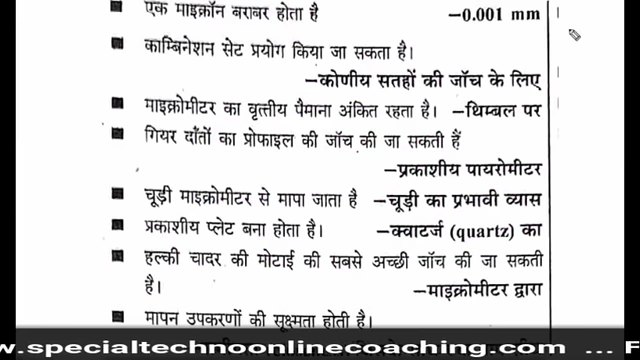 एक माइक्रॉन बराबर होता है –0.001 mm
काम्बिनेशन सेट प्रयोग किया जा सकता है।
–कोणीय सतहों की जाँच के लिए
माइक्रोमीटर का वृत्तीय पैमाना अंकित रहता है। –थिम्बल पर
गियर दाँतों का प्रोफाइल की जाँच की जा सकती हैं
–प्रकाशीय पायरोमीटर
चूड़ी माइक्रोमीटर से मापा जाता है –चूड़ी का प्रभावी व्यास
प्रकाशीय प्लेट बना होता है। –क्वाटर्ज (quartz) का
हल्की चादर की मोटाई की सबसे अच्छी जाँच की जा सकती
है। –माइक्रोमीटर द्वारा
मापन उपकरणों की सूक्ष्मता होती है।
w.specialtechnoonlinecoaching.com ... F